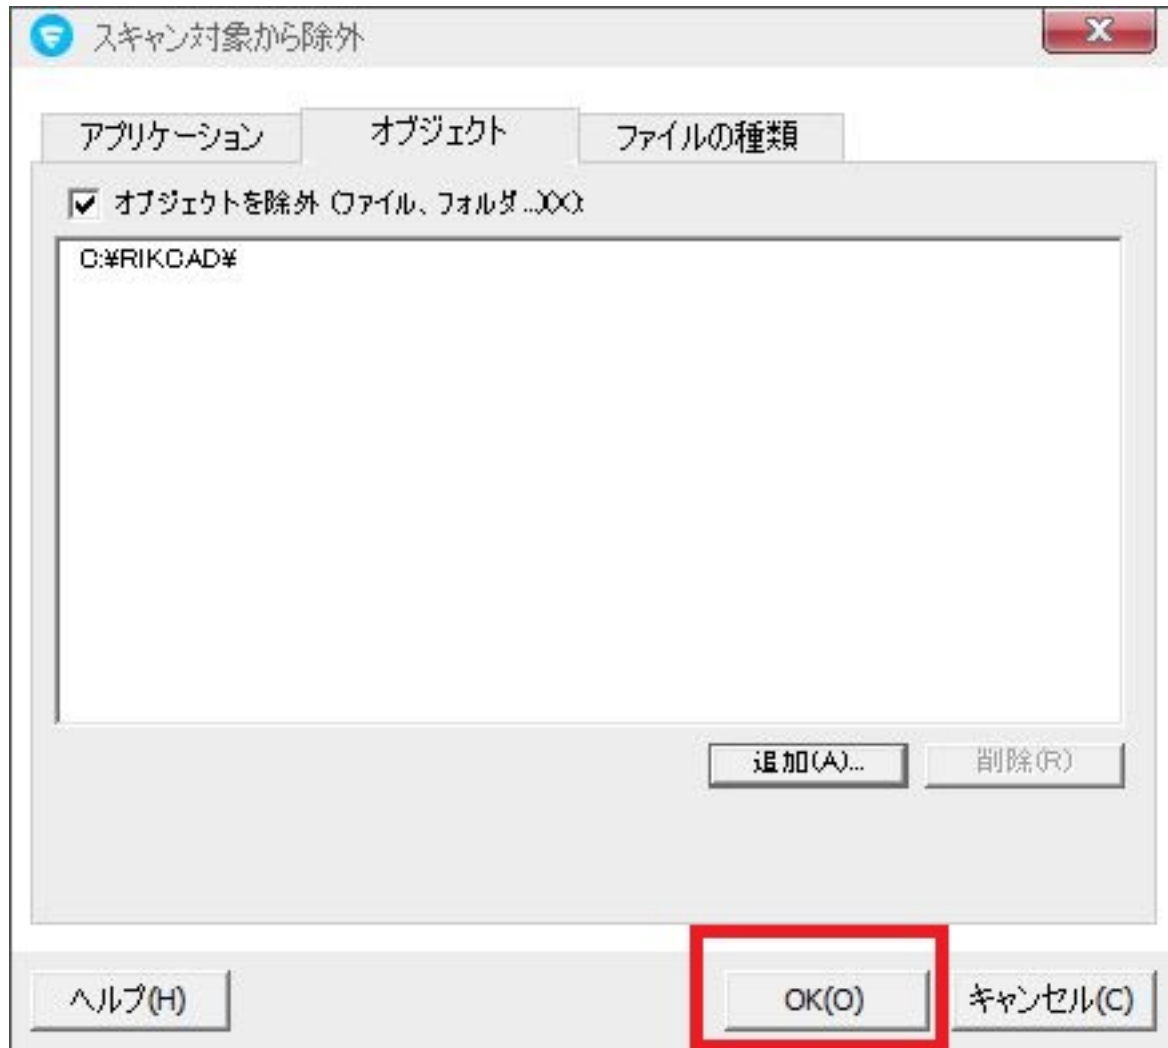 スキャン対象から除外
アプリケーション オブジェクト ファイルの種類
オブジェクトを除外 (ファイル、フォルダ...)(X):
C:¥RIKCAD¥
追加(A)... 削除(R)
ヘルプ(H) OK(O) キャンセル(C)